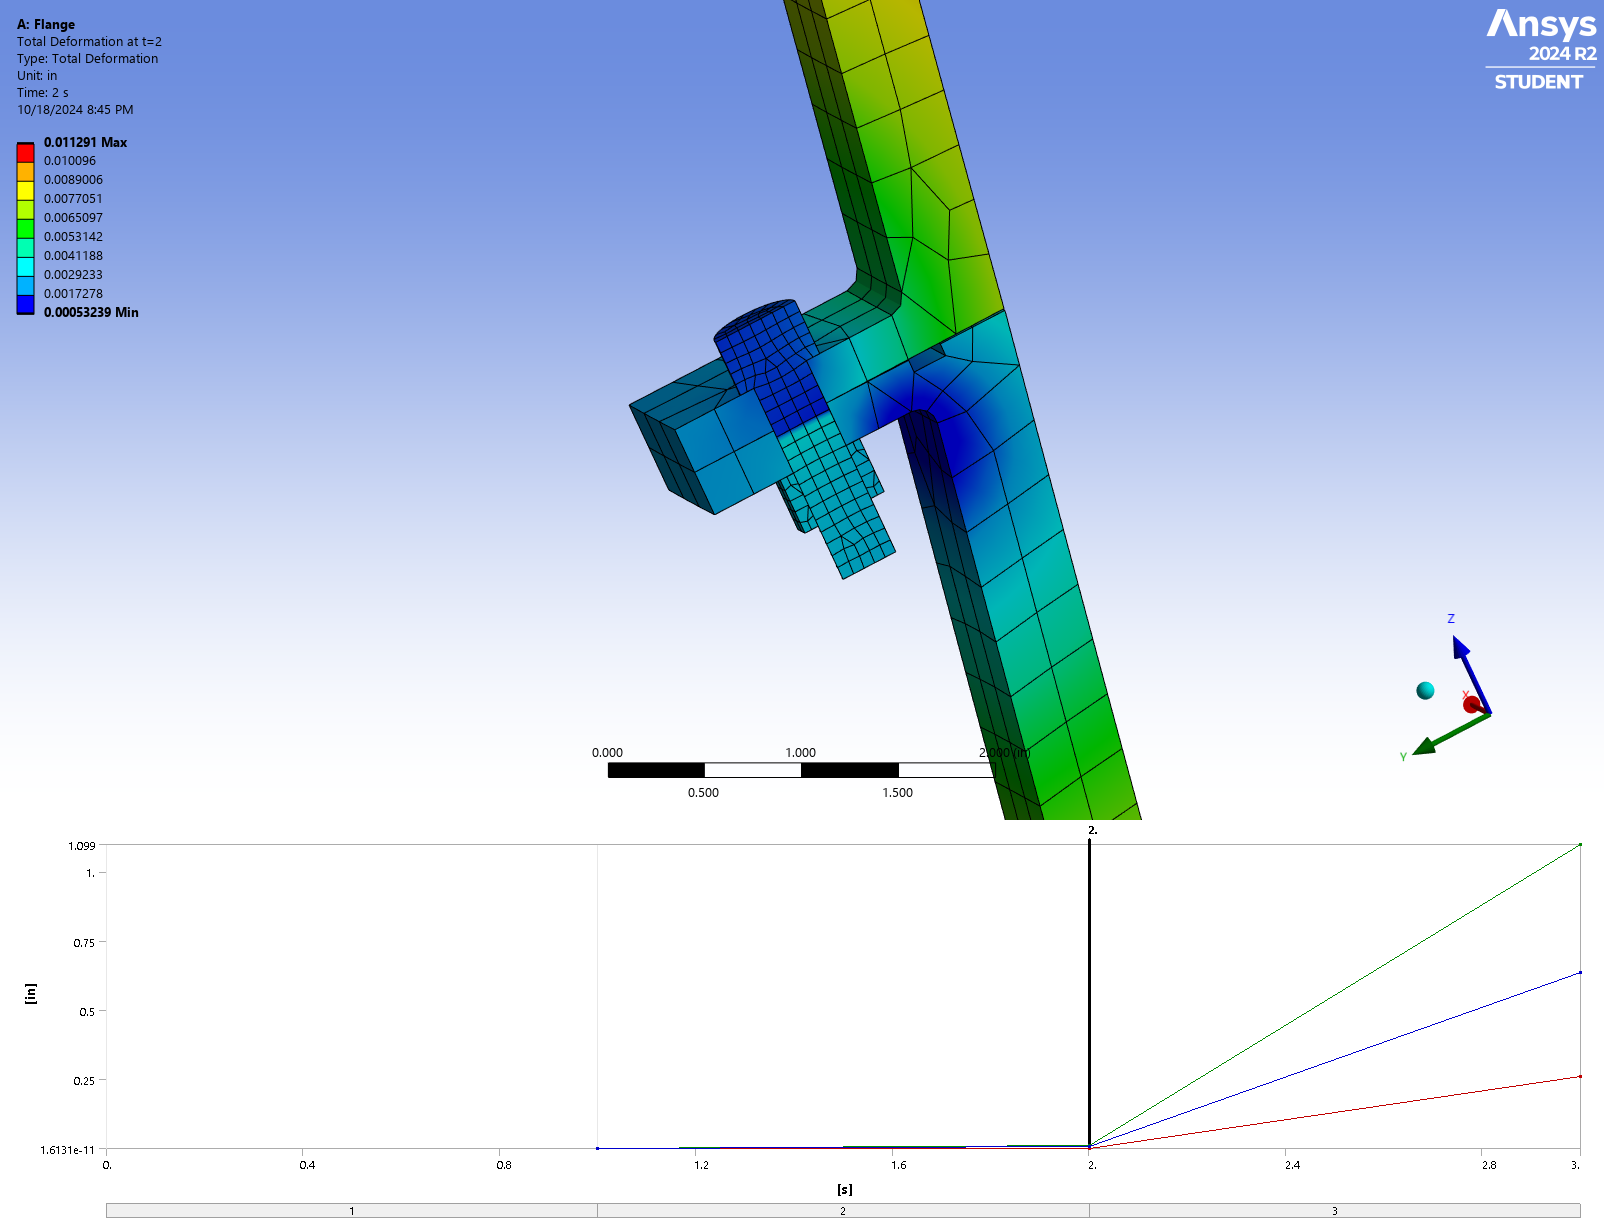 A: Flange
Total Deformation at t=2
Type: Total Deformation
Unit: in
Time: 2 s
10/18/2024 8:45 PM
0.011291 Max
0.010096
0.0089006
0.0077051
0.0065097
0.0053142
0.0041188
0.0029233
0.0017278
0.00053239 Min
Ansys
2024 R2
STUDENT
Z
X
Y
0.000 1.000 2.000 (in)
0.500 1.500
2.
1.099
1.
0.75
0.5
0.25
1.6131e-11
[in]
0. 0.4 0.8 1.2 1.6 2. 2.4 2.8 3.
[s]
1 2 3